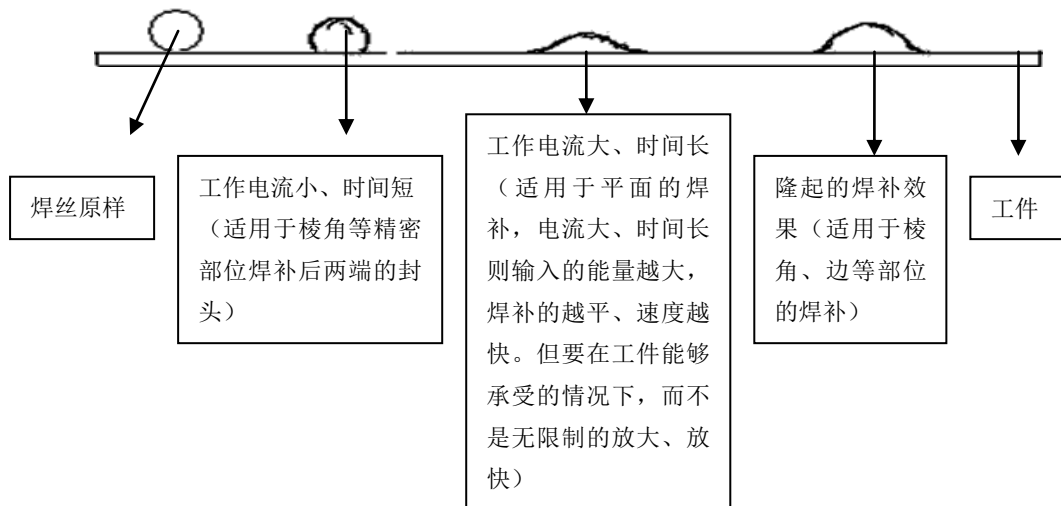 焊丝原样
工作电流小、时间短
（适用于棱角等精密
部位焊补后两端的封
头）
工作电流大、时间长
（适用于平面的焊
补，电流大、时间长
则输入的能量越大，
焊补的越平、速度越
快。但要在工件能够
承受的情况下，而不
是无限制的放大、放
快）
隆起的焊补效
果（适用于棱
角、边等部位
的焊补）
工件